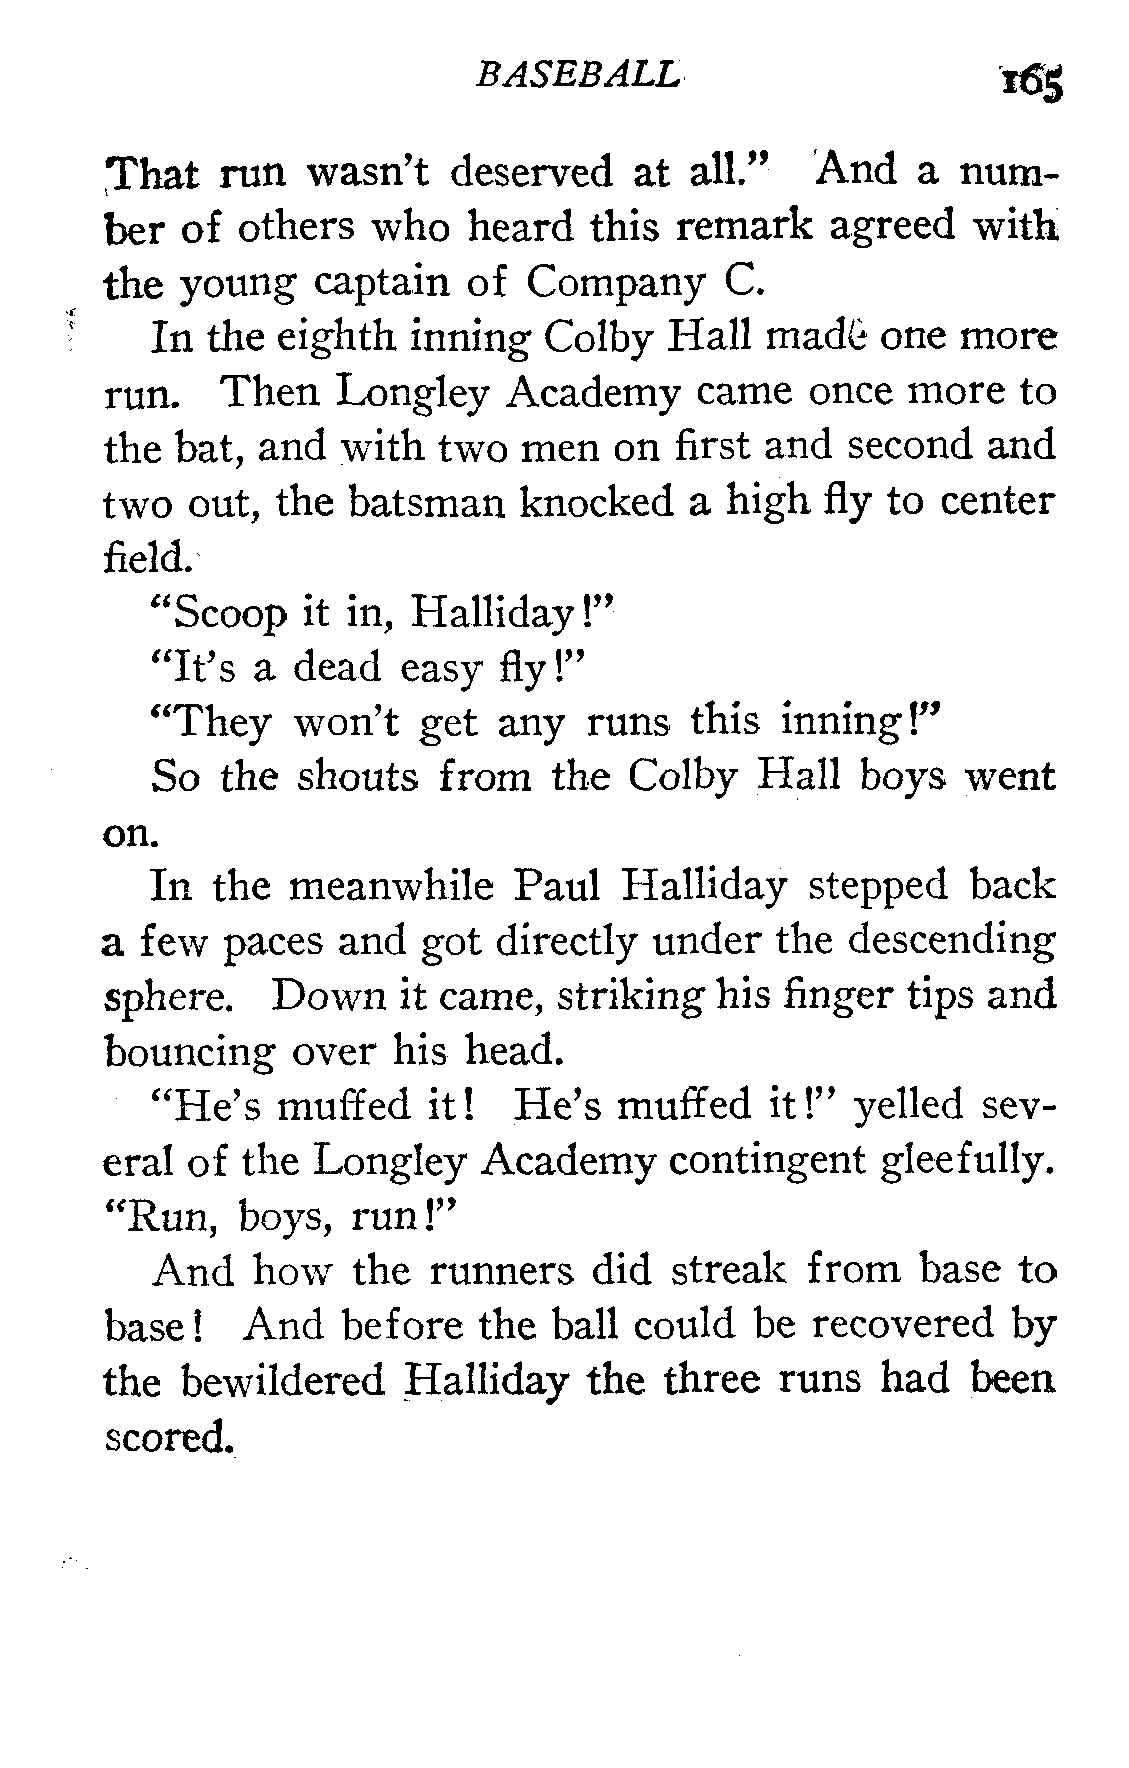 BASEBALL 165
That run wasn't deserved at all." And a num-
ber of others who heard this remark agreed with
the young captain of Company C.
In the eighth inning Colby Hall made one more
run. Then Longley Academy came once more to
the bat, and with two men on first and second and
two out, the batsman knocked a high fly to center
field.
"Scoop it in, Halliday!"
"It's a dead easy fly!"
"They won't get any runs this inning!"
So the shouts from the Colby Hall boys went
on.
In the meanwhile Paul Halliday stepped back
a few paces and got directly under the descending
sphere. Down it came, striking his finger tips and
bouncing over his head.
"He's muffed it! He's muffed it!" yelled sev-
eral of the Longley Academy contingent gleefully.
"Run, boys, run!"
And how the runners did streak from base to
base! And before the ball could be recovered by
the bewildered Halliday the three runs had been
scored.